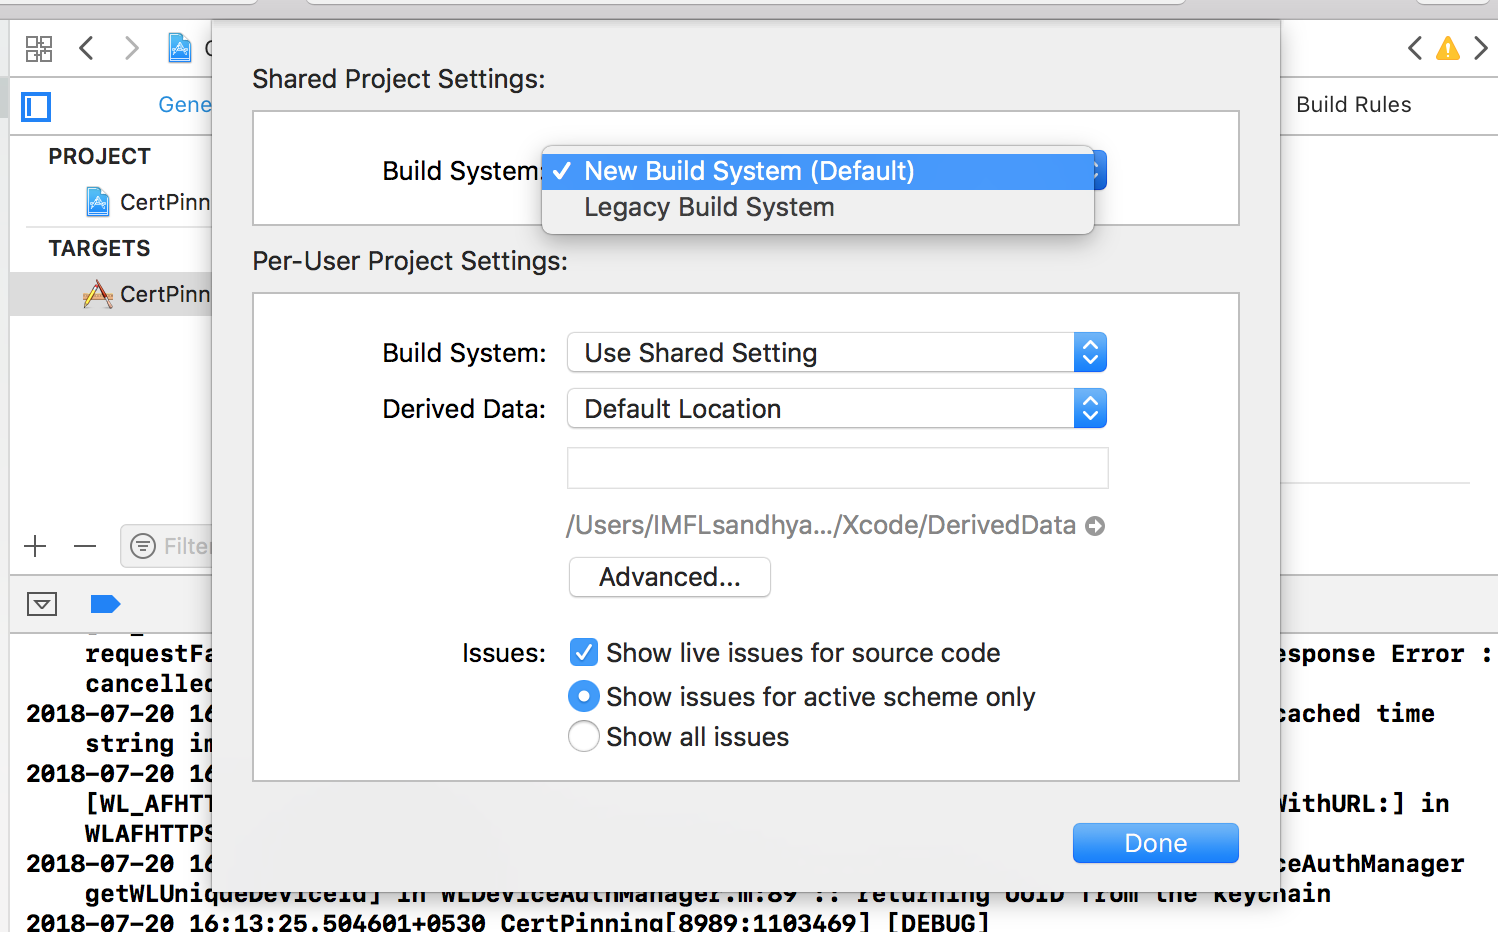 Shared Project Settings:
Gene
Build Rules
PROJECT
Build System:
New Build System (Default)
CertPinn
Legacy Build System
TARGETS
Per-User Project Settings:
CertPinn
Build System:
Use Shared Setting
Derived Data:
Default Location
/Users/IMFLsandhya.../Xcode/DerivedData
Filter
Advanced...
Issues:
Show live issues for source code
Show issues for active scheme only
Show all issues
Done
requestFa
esponse Error :
cancelled
2018-07-20 16
cached time
string im
2018-07-20 16
[WL_AFHTT
WithURL:] in
WLAFHTTPS
2018-07-20 16
ceAuthManager
getWLUniqueDeviceId] in WLDeviceAuthManager.m:89 :: returning UUID from the keychain
2018-07-20 16:13:25.504601+0530 CertPinning[8989:1103469] [DEBUG]